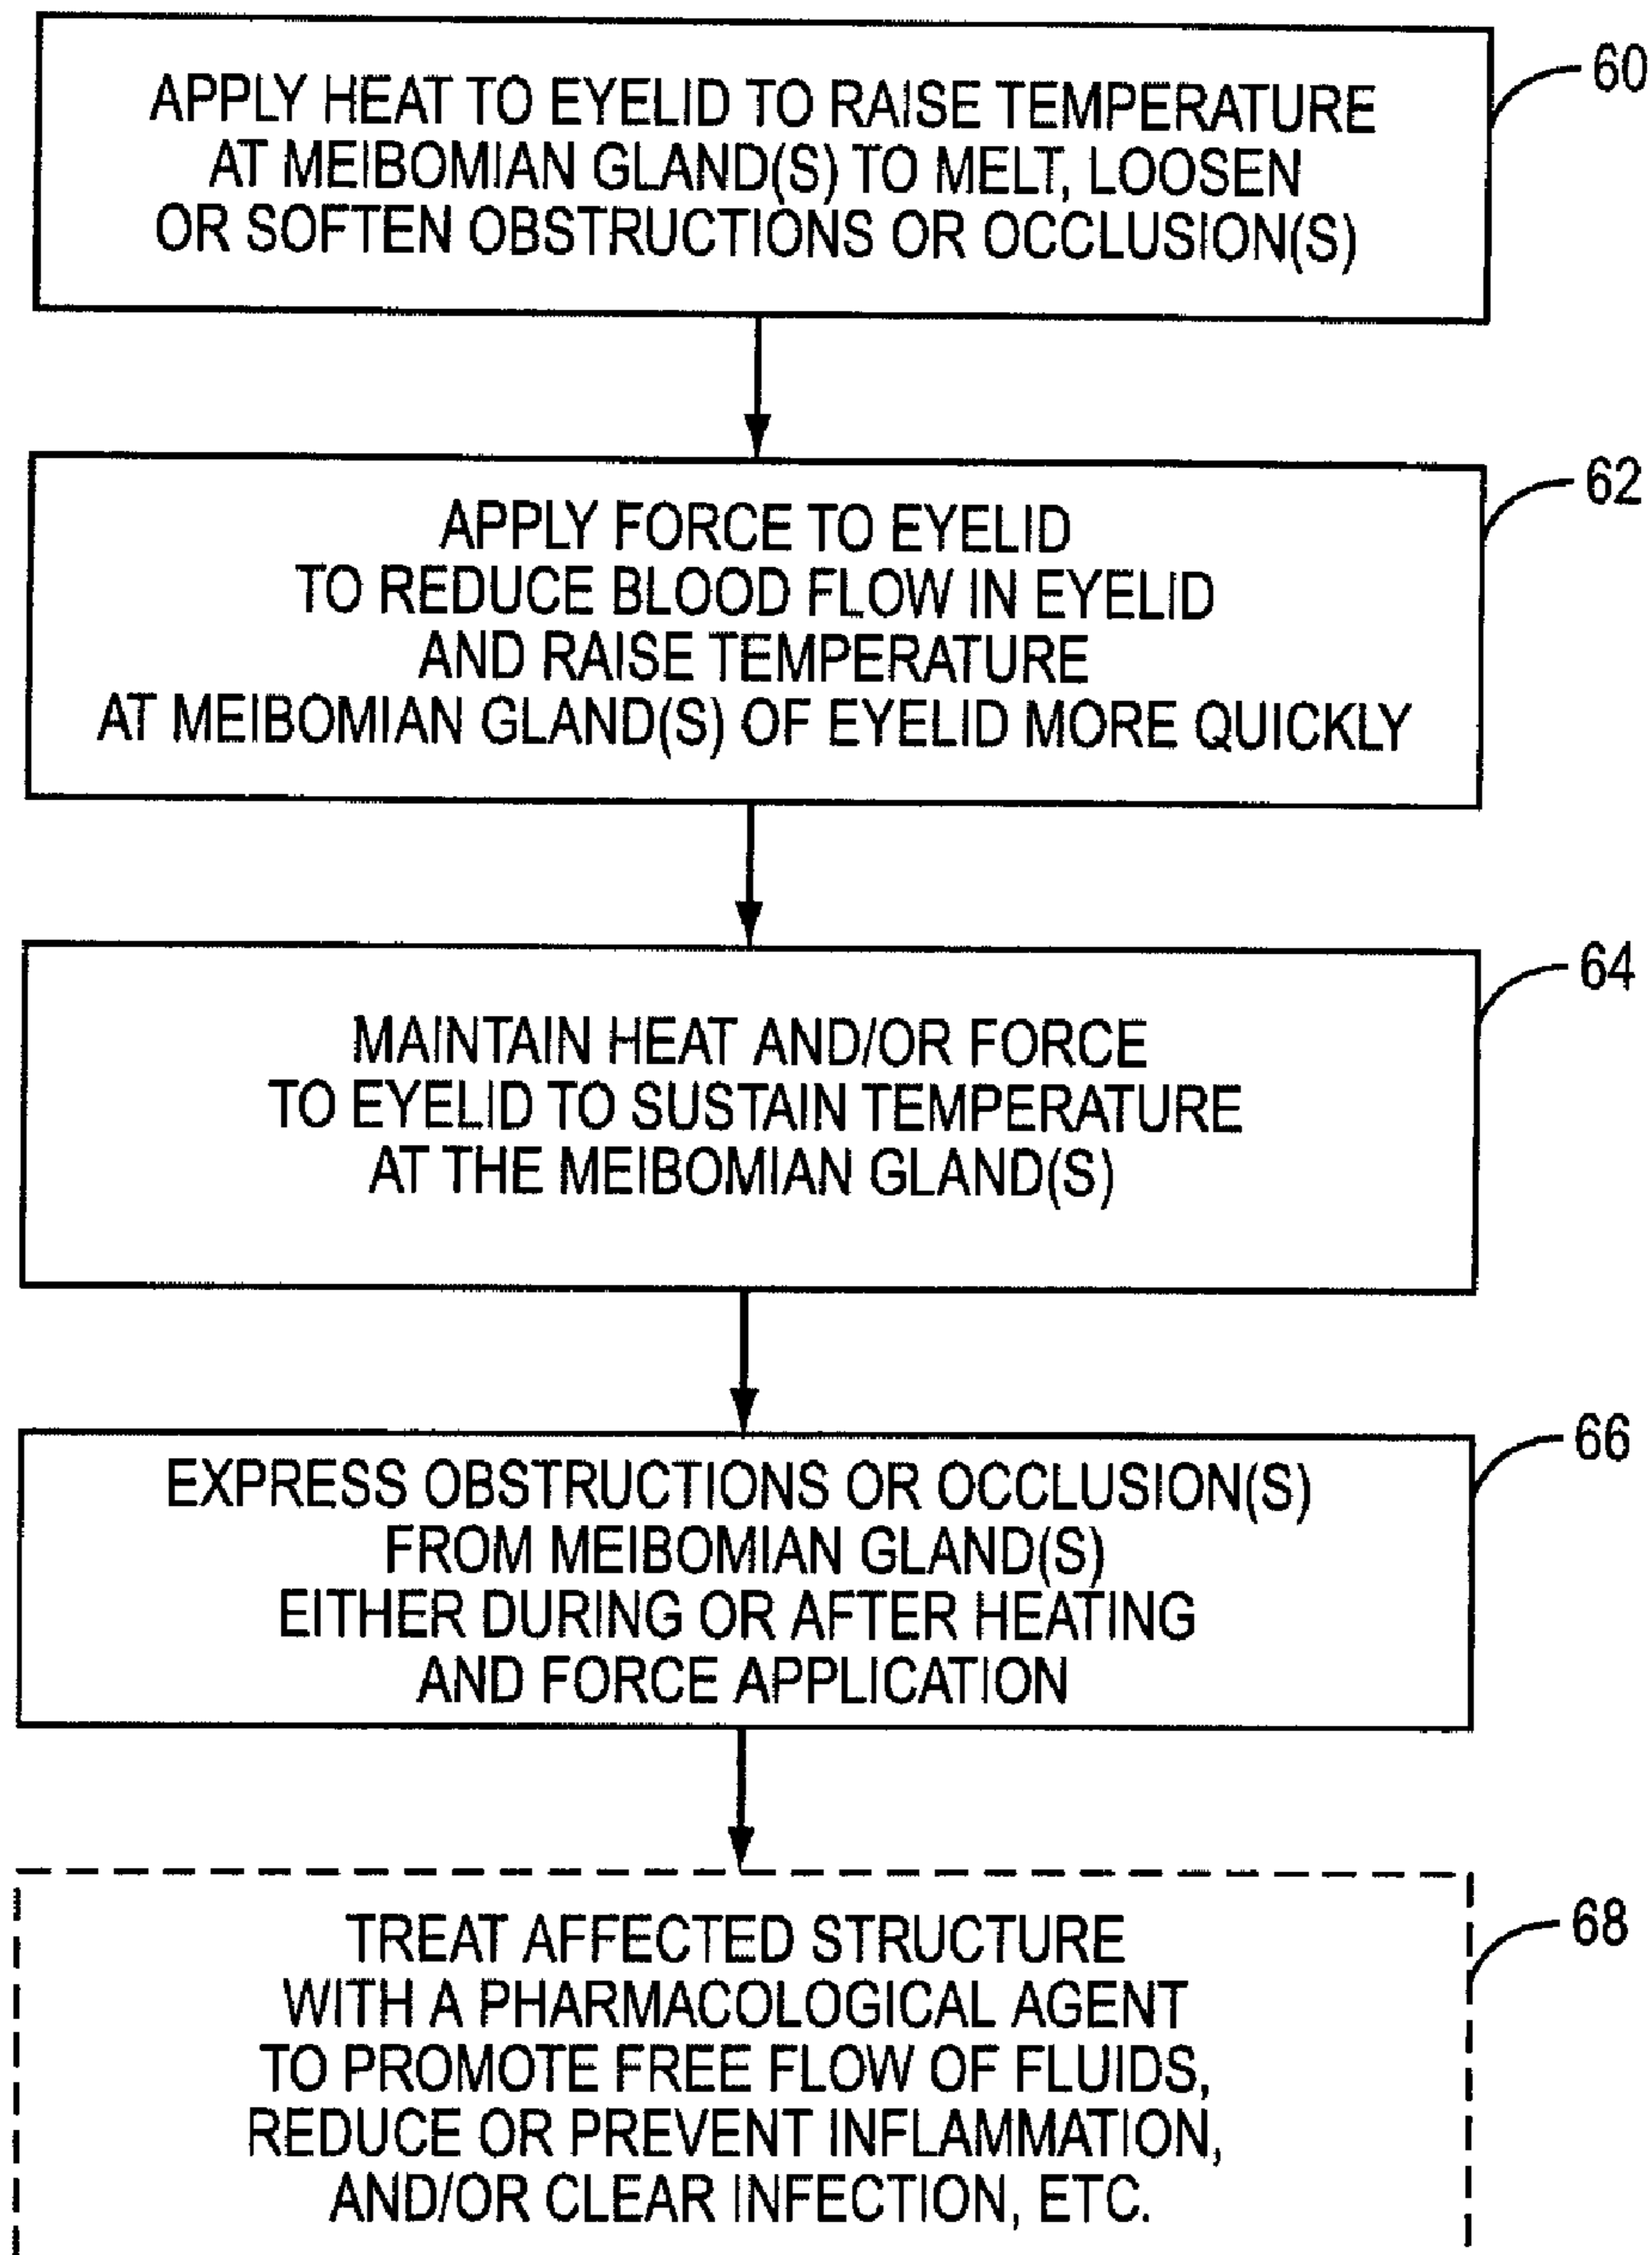 APPLY HEAT TO EYELID TO RAISE TEMPERATURE
AT MEIBOMIAN GLAND(S) TO MELT, LOOSEN
OR SOFTEN OBSTRUCTIONS OR OCCLUSION(S)
60
APPLY FORCE TO EYELID
TO REDUCE BLOOD FLOW IN EYELID
AND RAISE TEMPERATURE
AT MEIBOMIAN GLAND(S) OF EYELID MORE QUICKLY
62
MAINTAIN HEAT AND/OR FORCE
TO EYELID TO SUSTAIN TEMPERATURE
AT THE MEIBOMIAN GLAND(S)
64
EXPRESS OBSTRUCTIONS OR OCCLUSION(S)
FROM MEIBOMIAN GLAND(S)
EITHER DURING OR AFTER HEATING
AND FORCE APPLICATION
66
TREAT AFFECTED STRUCTURE
WITH A PHARMACOLOGICAL AGENT
TO PROMOTE FREE FLOW OF FLUIDS,
REDUCE OR PREVENT INFLAMMATION,
AND/OR CLEAR INFECTION, ETC.
68